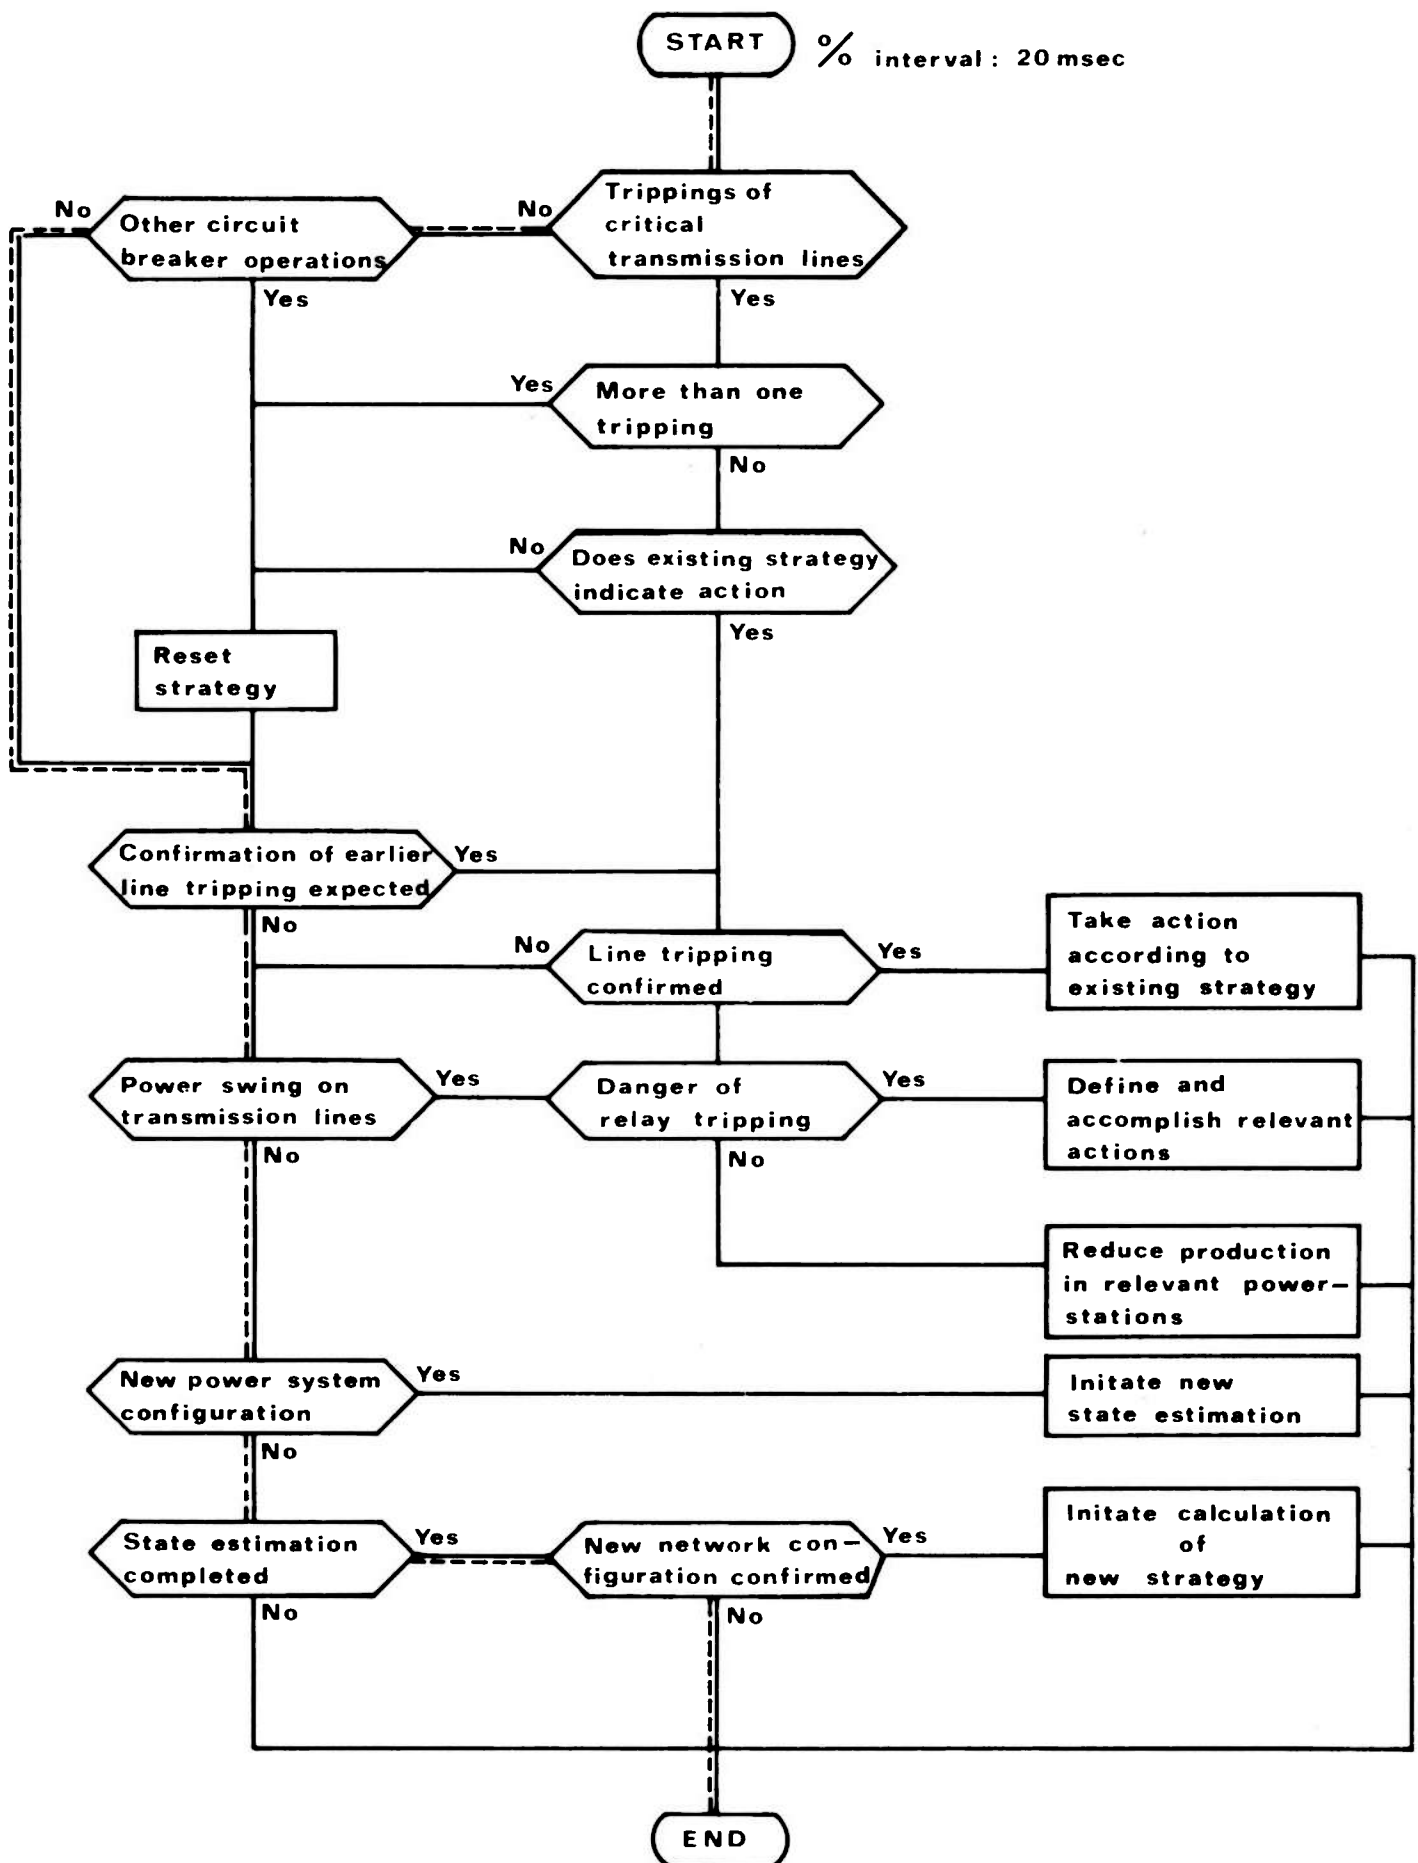 START
% interval: 20 msec
Trippings of
critical
transmission lines
No
Yes
Other circuit
breaker operations
No
Yes
More than one
tripping
Yes
No
Does existing strategy
indicate action
No
Yes
Reset
strategy
Confirmation of earlier
line tripping expected
Yes
No
Line tripping
confirmed
No
Yes
Take action
according to
existing strategy
Power swing on
transmission lines
Yes
No
Danger of
relay tripping
Yes
No
Define and
accomplish relevant
actions
Reduce production
in relevant power-
stations
New power system
configuration
Yes
No
Initate new
state estimation
State estimation
completed
Yes
No
New network con-
figuration confirmed
Yes
No
Initate calculation
of
new strategy
END